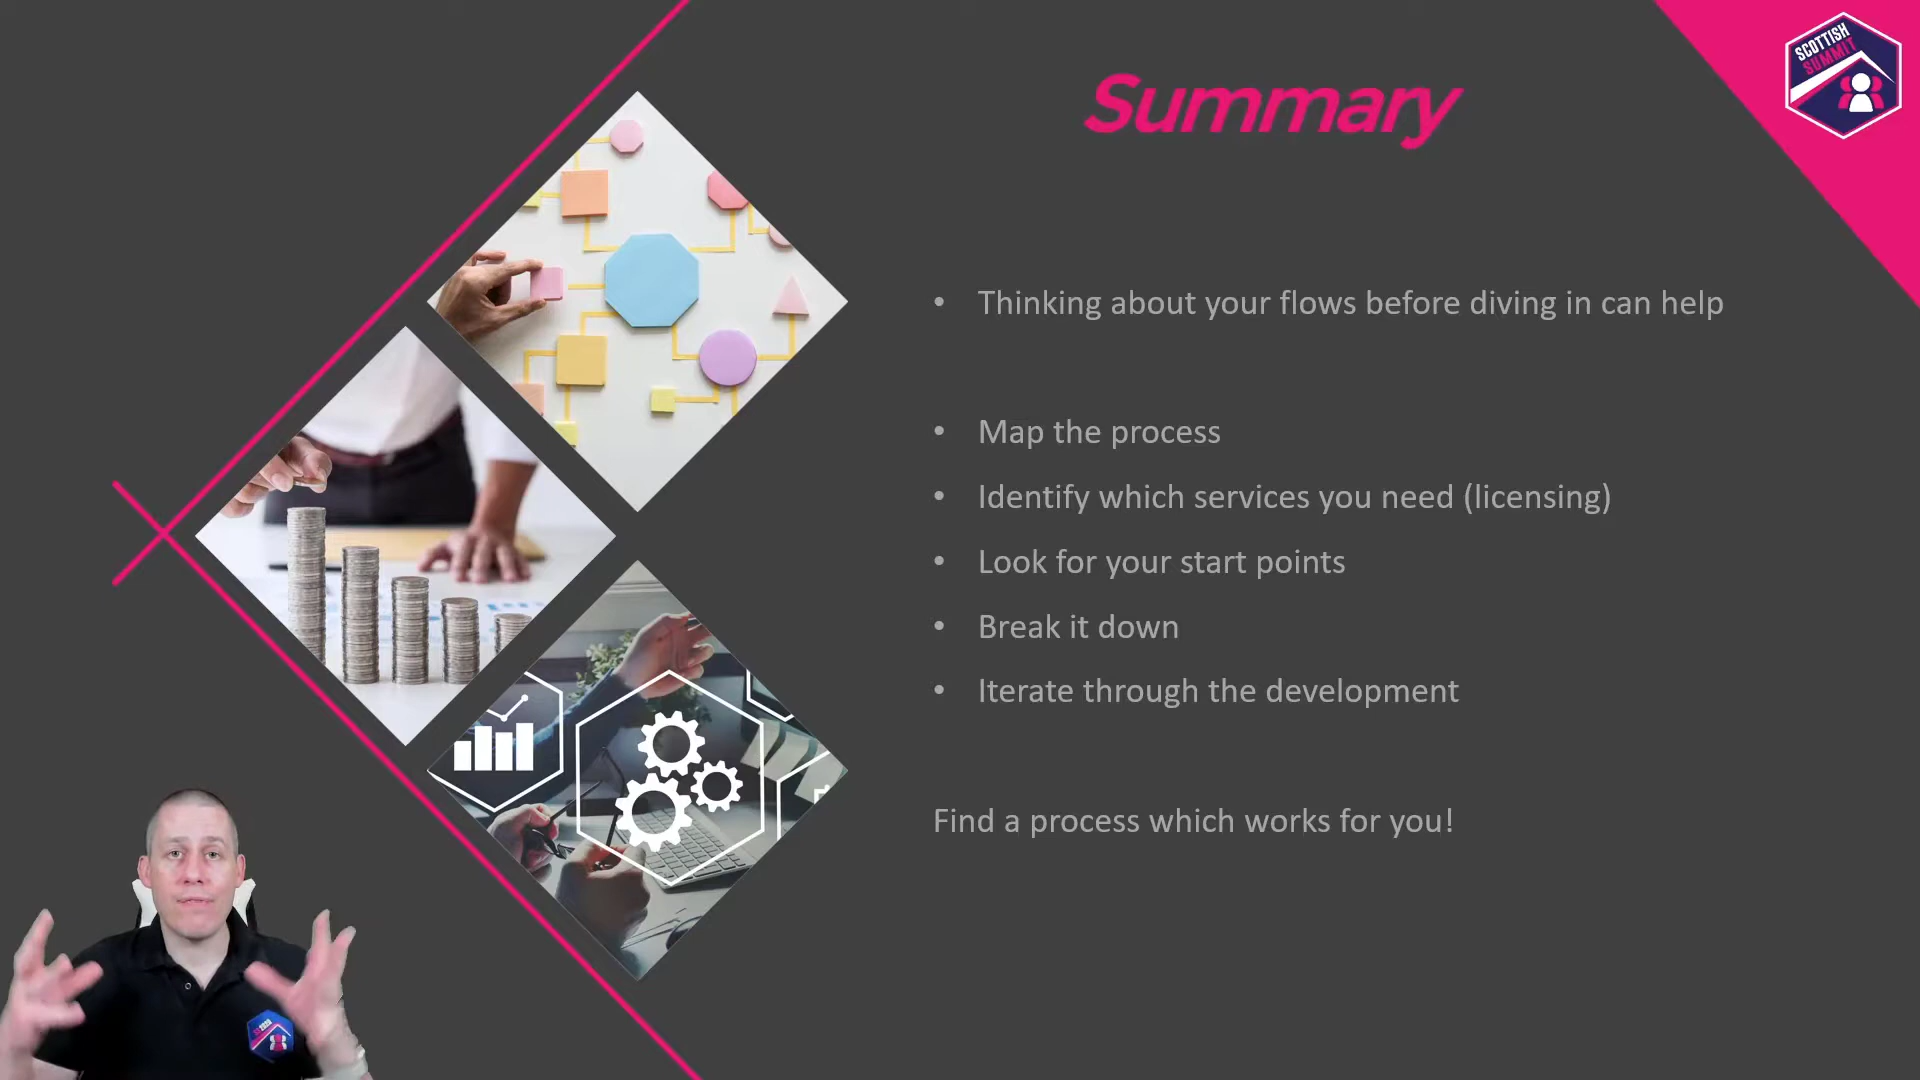 SCOTTISH
SUMMIT
Summary
• Thinking about your flows before diving in can help
• Map the process
• Identify which services you need (licensing)
• Look for your start points
• Break it down
• Iterate through the development
Find a process which works for you!